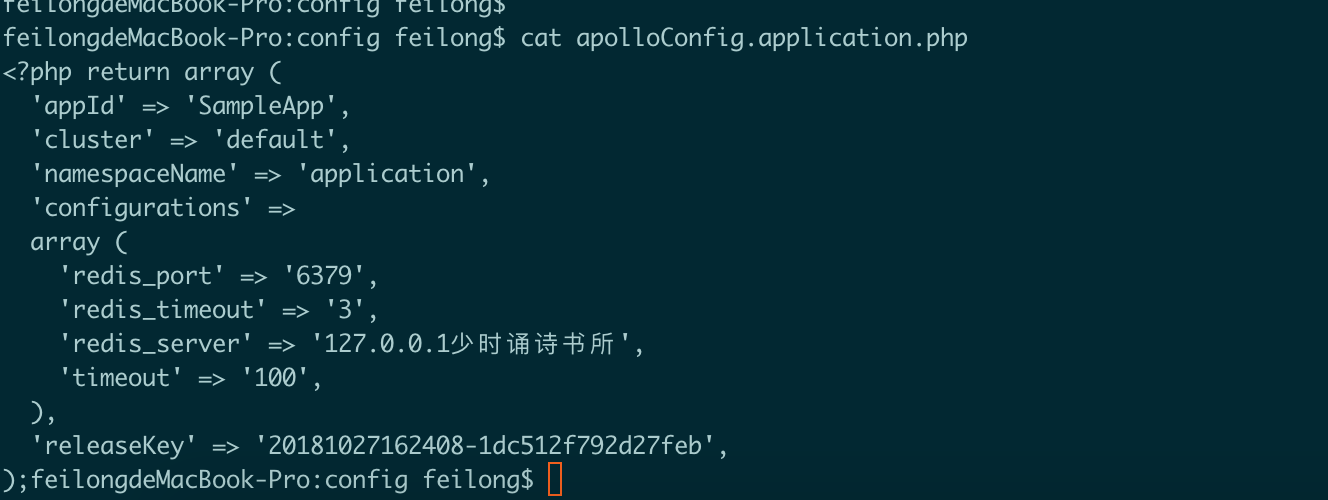 feilongdeMacBook-Pro:config feilong$
feilongdeMacBook-Pro:config feilong$ cat apolloConfig.application.php
<?php return array (
  'appId' => 'SampleApp',
  'cluster' => 'default',
  'namespaceName' => 'application',
  'configurations' =>
  array (
    'redis_port' => '6379',
    'redis_timeout' => '3',
    'redis_server' => '127.0.0.1少时诵诗书所',
    'timeout' => '100',
  ),
  'releaseKey' => '20181027162408-1dc512f792d27feb',
);feilongdeMacBook-Pro:config feilong$